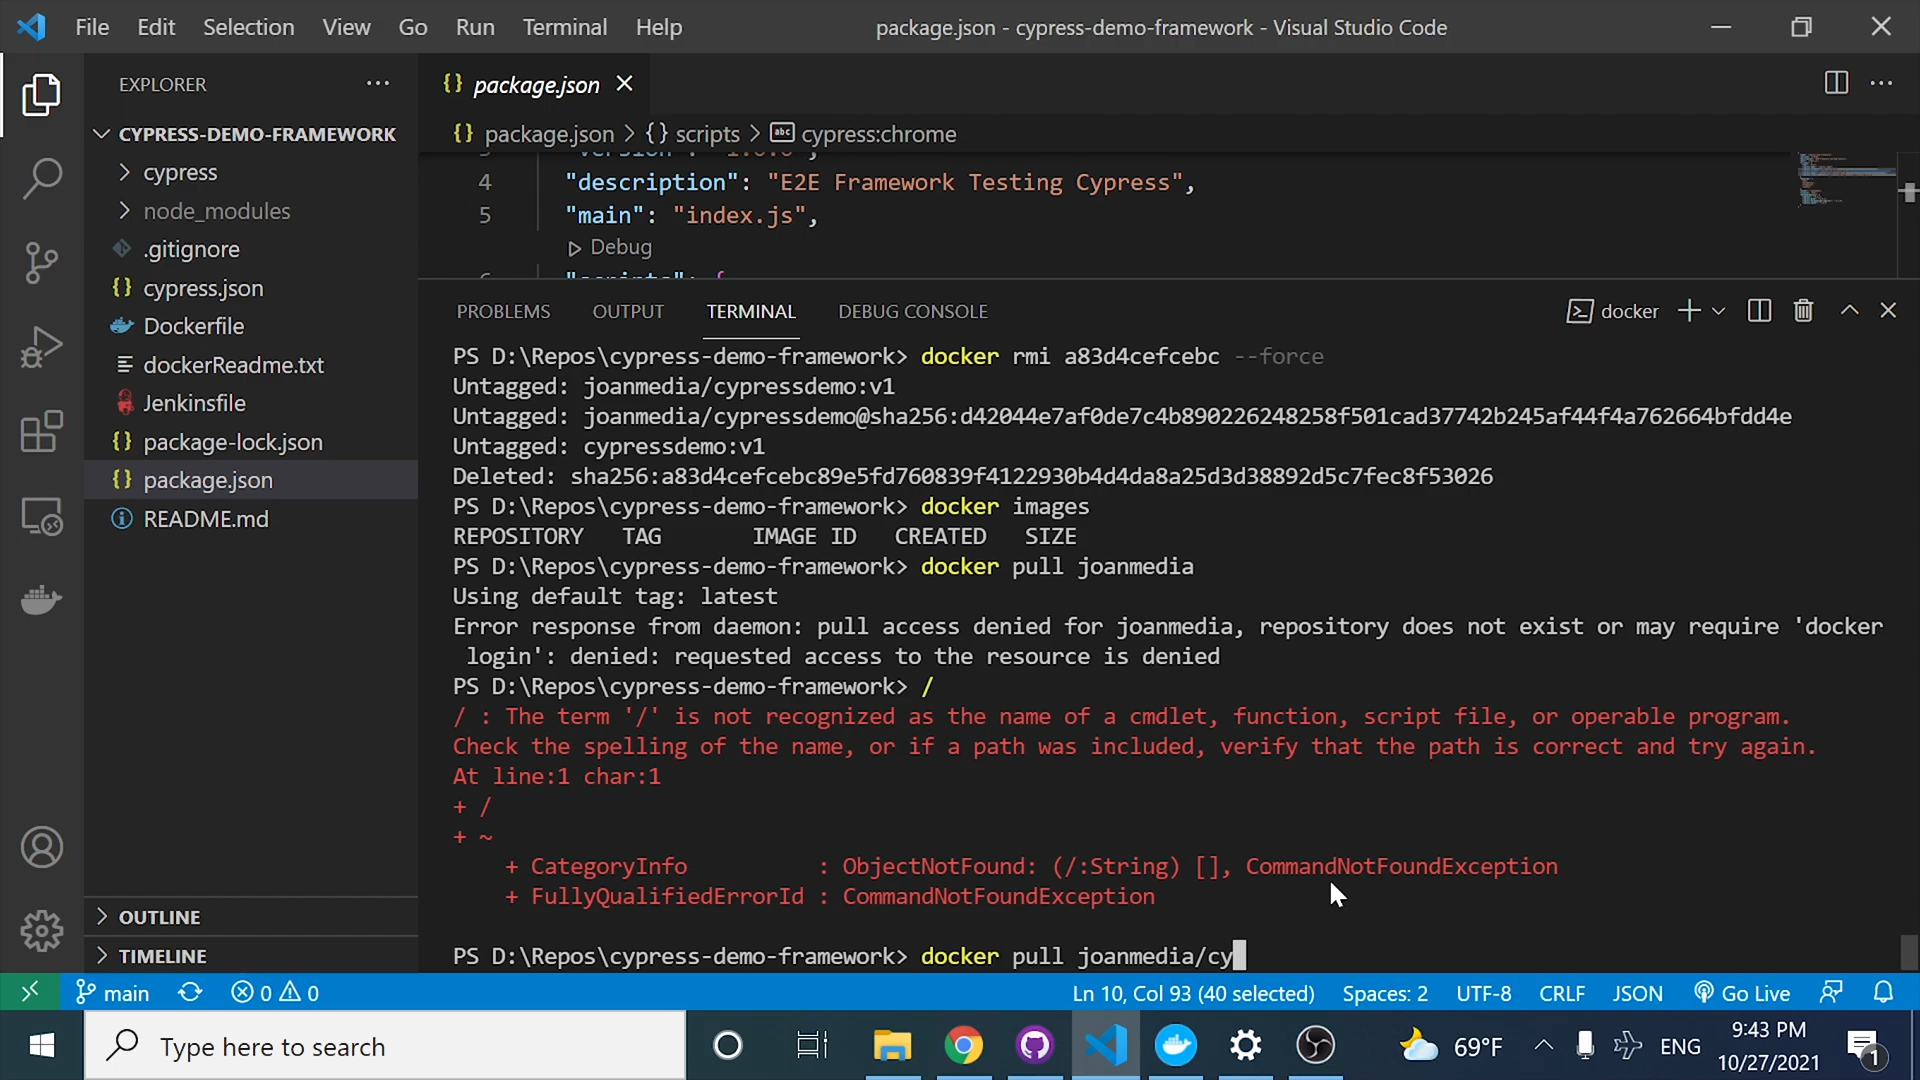 File Edit Selection View Go Run Terminal Help
package.json - cypress-demo-framework - Visual Studio Code
EXPLORER
CYPRESS-DEMO-FRAMEWORK
cypress
node_modules
.gitignore
cypress.json
Dockerfile
dockerReadme.txt
Jenkinsfile
package-lock.json
package.json
README.md
OUTLINE
TIMELINE
package.json
package.json > scripts > cypress:chrome
4 "description": "E2E Framework Testing Cypress",
5 "main": "index.js",
Debug
"scripts": {
PROBLEMS OUTPUT TERMINAL DEBUG CONSOLE
docker
PS D:\Repos\cypress-demo-framework> docker rmi a83d4cefcebc --force
Untagged: joanmedia/cypressdemo:v1
Untagged: joanmedia/cypressdemo@sha256:d42044e7af0de7c4b890226248258f501cad37742b245af44f4a762664bfdd4e
Untagged: cypressdemo:v1
Deleted: sha256:a83d4cefcebc89e5fd760839f4122930b4d4da8a25d3d38892d5c7fec8f53026
PS D:\Repos\cypress-demo-framework> docker images
REPOSITORY TAG IMAGE ID CREATED SIZE
PS D:\Repos\cypress-demo-framework> docker pull joanmedia
Using default tag: latest
Error response from daemon: pull access denied for joanmedia, repository does not exist or may require 'docker
login': denied: requested access to the resource is denied
PS D:\Repos\cypress-demo-framework> /
/ : The term '/' is not recognized as the name of a cmdlet, function, script file, or operable program.
Check the spelling of the name, or if a path was included, verify that the path is correct and try again.
At line:1 char:1
+ /
+ ~
+ CategoryInfo : ObjectNotFound: (/:String) [], CommandNotFoundException
+ FullyQualifiedErrorId : CommandNotFoundException
PS D:\Repos\cypress-demo-framework> docker pull joanmedia/cy
main 0 0
Ln 10, Col 93 (40 selected) Spaces: 2 UTF-8 CRLF JSON Go Live
Type here to search
69°F ENG
9:43 PM
10/27/2021
1